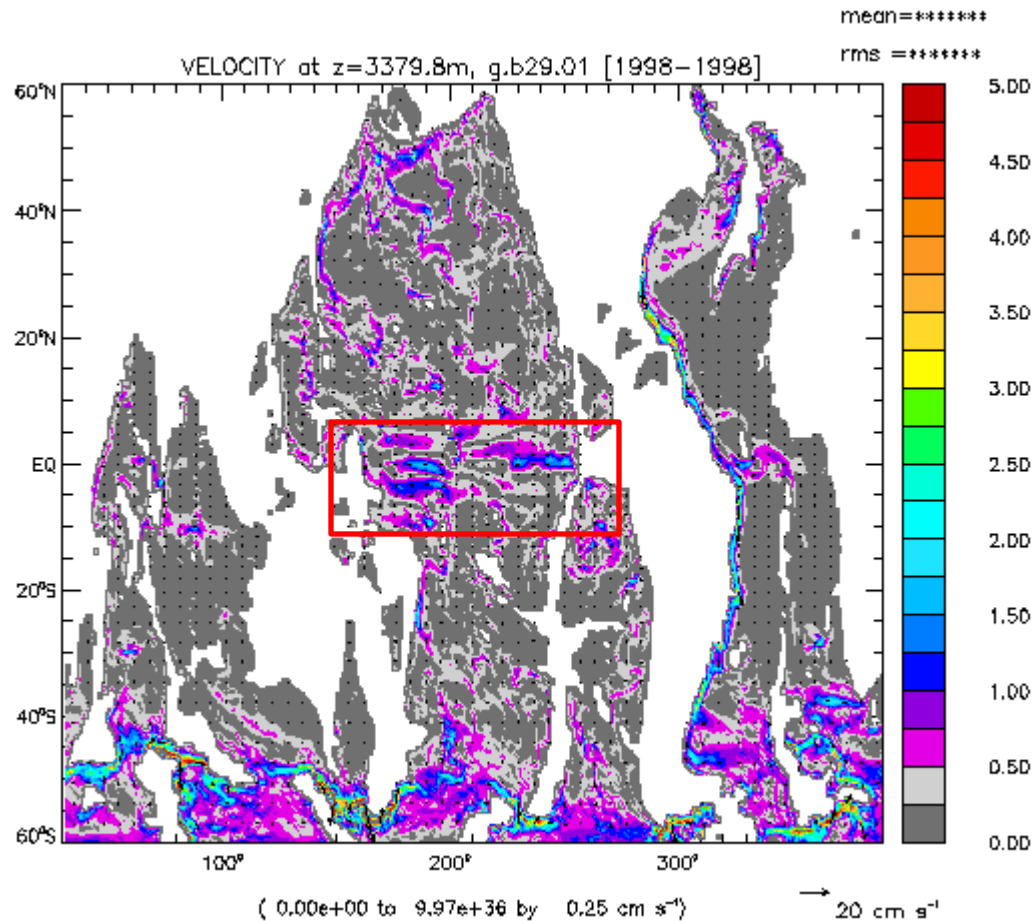 mean=*******
rms =*******
VELOCITY at z=3379.8m, g.b29.01 [1998-1998]
60°N
40°N
20°N
EQ
20°S
40°S
60°S
100°
200°
300°
5.00
4.50
4.00
3.50
3.00
2.50
2.00
1.50
1.00
0.50
0.00
( 0.00e+00 to 9.97e+36 by 0.25 cm s⁻¹)
20 cm s⁻¹